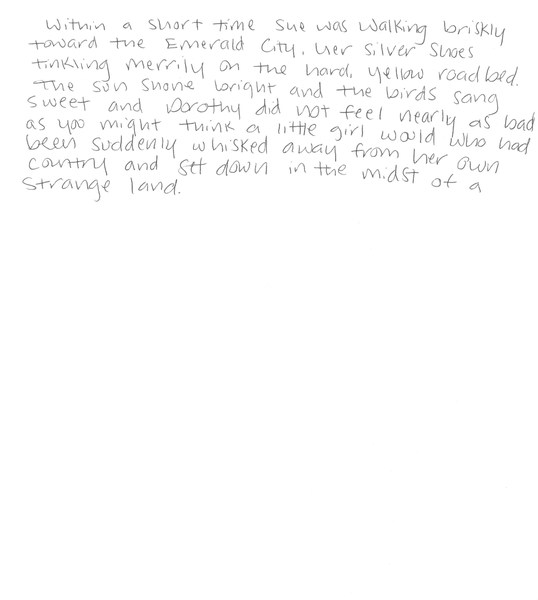 Within a short time she was walking briskly
toward the Emerald City, her Silver Shoes
tinkling merrily on the hard, yellow roadbed.
The sun shone bright and the birds sang
sweet and Dorothy did not feel nearly as bad
as you might think a little girl would who had
been suddenly whisked away from her own
country and set down in the midst of a
strange land.